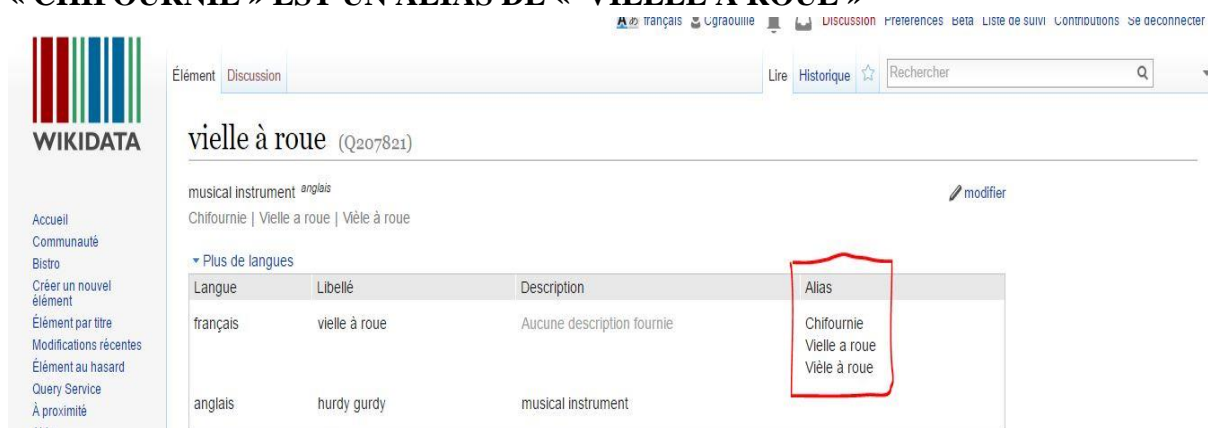 « CHIFOURNIE » EST UN ALIAS DE « VIELLE À ROUE »
français Cgraouille Discussion Préférences Bêta Liste de suivi Contributions Se déconnecter
Élément Discussion Lire Historique Rechercher
WIKIDATA
vielle à roue (Q207821)
musical instrument anglais modifier
Chifournie | Vielle a roue | Vièle à roue
Accueil
Communauté
Bistro
Créer un nouvel
élément
Élément par titre
Modifications récentes
Élément au hasard
Query Service
À proximité
Plus de langues
Langue Libellé Description Alias
français vielle à roue Aucune description fournie Chifournie
Vielle a roue
Vièle à roue
anglais hurdy gurdy musical instrument